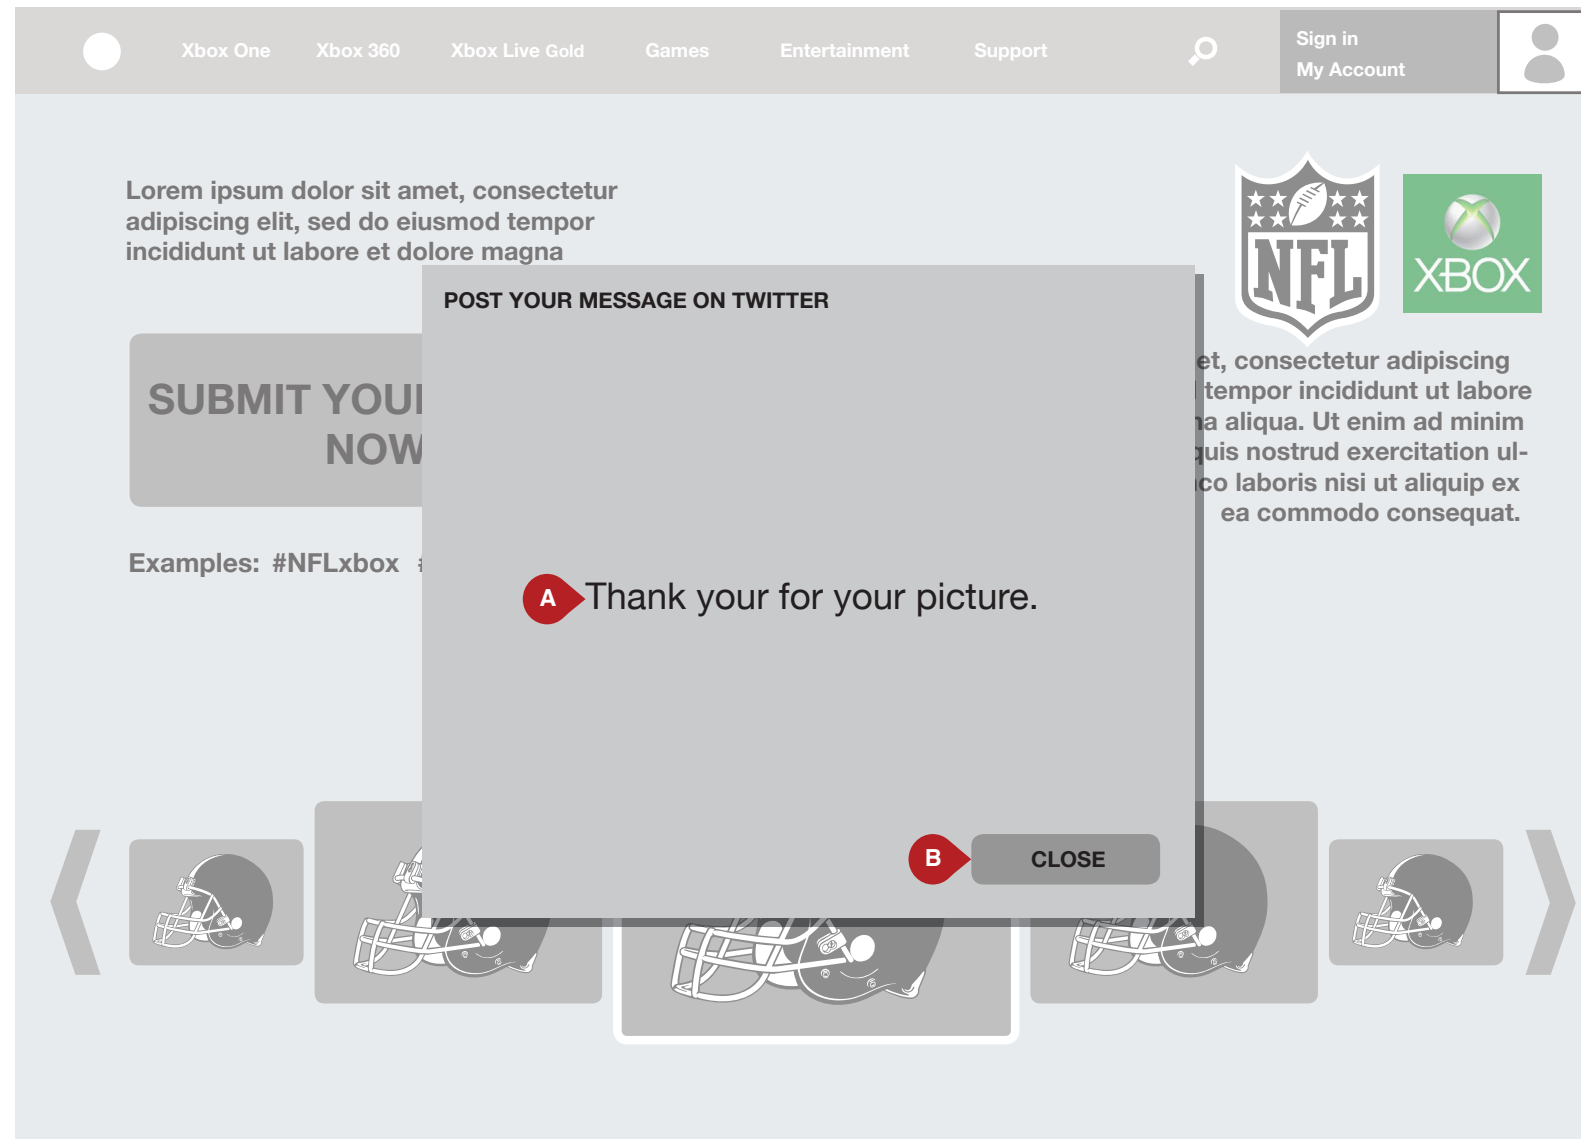 Xbox One Xbox 360 Xbox Live Gold Games Entertainment Support
Sign in
My Account
Lorem ipsum dolor sit amet, consectetur
adipiscing elit, sed do eiusmod tempor
incididunt ut labore et dolore magna
NFL
XBOX
POST YOUR MESSAGE ON TWITTER
SUBMIT YOUR
NOW
et, consectetur adipiscing
tempor incididunt ut labore
na aliqua. Ut enim ad minim
quis nostrud exercitation ul-
co laboris nisi ut aliquip ex
ea commodo consequat.
Examples: #NFLxbox #
A Thank your for your picture.
B CLOSE